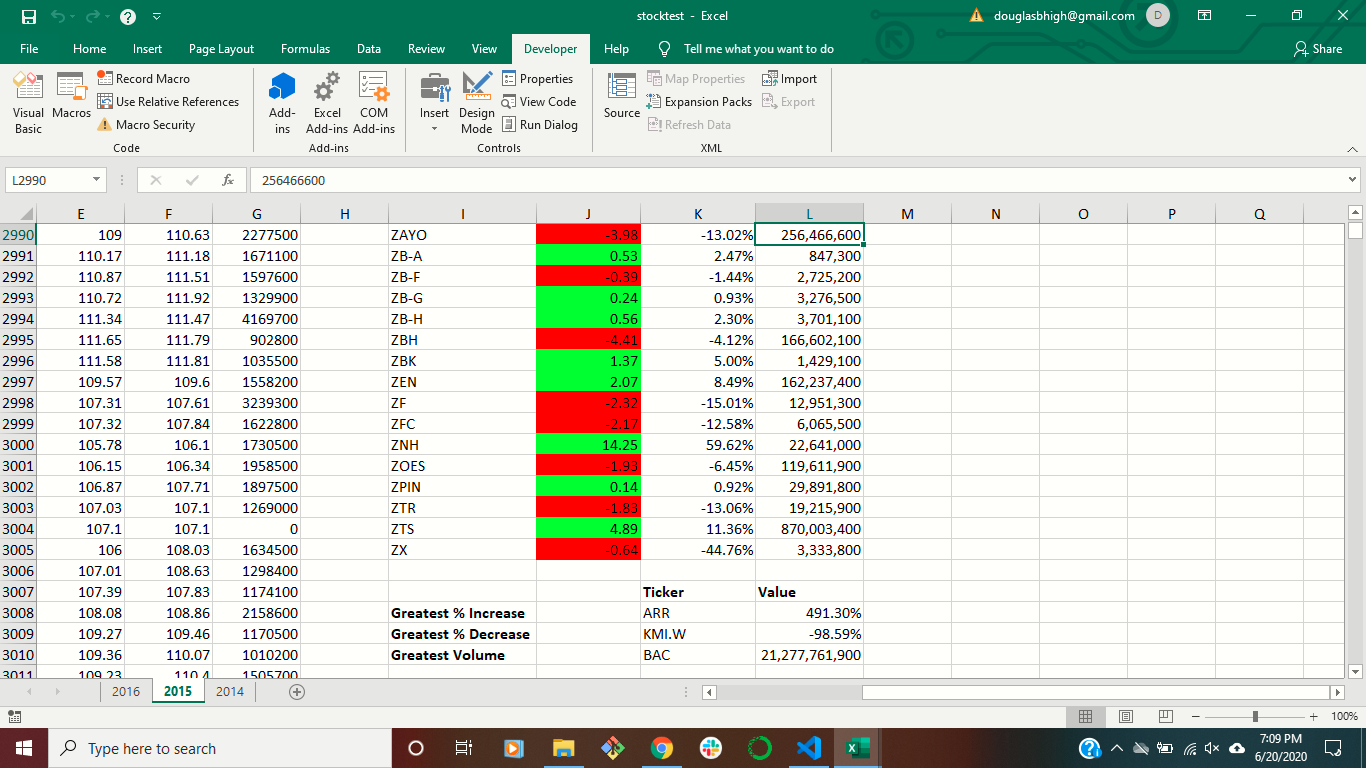 stocktest - Excel
douglasbhigh@gmail.com
D
File Home Insert Page Layout Formulas Data Review View Developer Help Tell me what you want to do Share
Visual Basic
Macros
Record Macro
Use Relative References
Macro Security
Code
Add-ins
Excel Add-ins
COM Add-ins
Add-ins
Insert
Design Mode
Properties
View Code
Run Dialog
Controls
Source
Map Properties
Expansion Packs
Refresh Data
Import
Export
XML
L2990 fx 256466600
E F G H I J K L M N O P Q
2990 109 110.63 2277500 ZAYO -3.98 -13.02% 256,466,600
2991 110.17 111.18 1671100 ZB-A 0.53 2.47% 847,300
2992 110.87 111.51 1597600 ZB-F -0.39 -1.44% 2,725,200
2993 110.72 111.92 1329900 ZB-G 0.24 0.93% 3,276,500
2994 111.34 111.47 4169700 ZB-H 0.56 2.30% 3,701,100
2995 111.65 111.79 902800 ZBH -4.41 -4.12% 166,602,100
2996 111.58 111.81 1035500 ZBK 1.37 5.00% 1,429,100
2997 109.57 109.6 1558200 ZEN 2.07 8.49% 162,237,400
2998 107.31 107.61 3239300 ZF -2.32 -15.01% 12,951,300
2999 107.32 107.84 1622800 ZFC -2.17 -12.58% 6,065,500
3000 105.78 106.1 1730500 ZNH 14.25 59.62% 22,641,000
3001 106.15 106.34 1958500 ZOES -1.93 -6.45% 119,611,900
3002 106.87 107.71 1897500 ZPIN 0.14 0.92% 29,891,800
3003 107.03 107.1 1269000 ZTR -1.83 -13.06% 19,215,900
3004 107.1 107.1 0 ZTS 4.89 11.36% 870,003,400
3005 106 108.03 1634500 ZX -0.64 -44.76% 3,333,800
3006 107.01 108.63 1298400
3007 107.39 107.83 1174100 Ticker Value
3008 108.08 108.86 2158600 Greatest % Increase ARR 491.30%
3009 109.27 109.46 1170500 Greatest % Decrease KMI.W -98.59%
3010 109.36 110.07 1010200 Greatest Volume BAC 21,277,761,900
3011 109.23 110.4 1505700
2016 2015 2014
100%
Type here to search
7:09 PM
6/20/2020